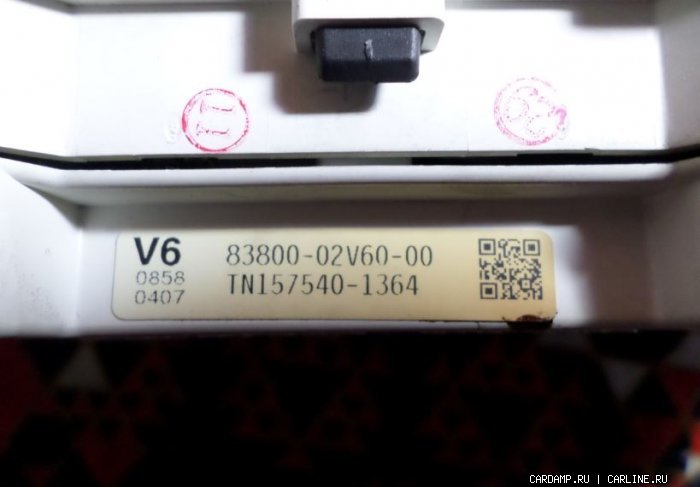 V6 83800-02V60-00
0858 TN157540-1364
0407
CARDAMP.RU | CARLINE.RU